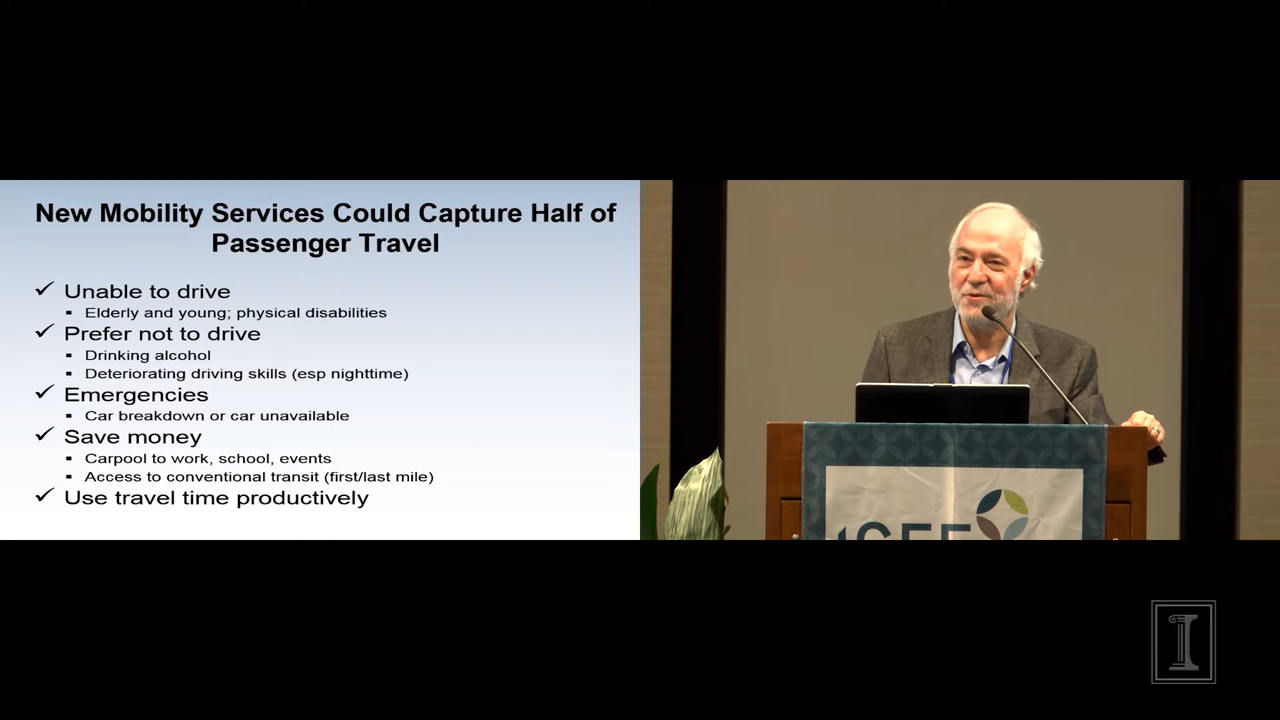 New Mobility Services Could Capture Half of
Passenger Travel
✓ Unable to drive
▪ Elderly and young; physical disabilities
✓ Prefer not to drive
▪ Drinking alcohol
▪ Deteriorating driving skills (esp nighttime)
✓ Emergencies
▪ Car breakdown or car unavailable
✓ Save money
▪ Carpool to work, school, events
▪ Access to conventional transit (first/last mile)
✓ Use travel time productively
iSEE
I